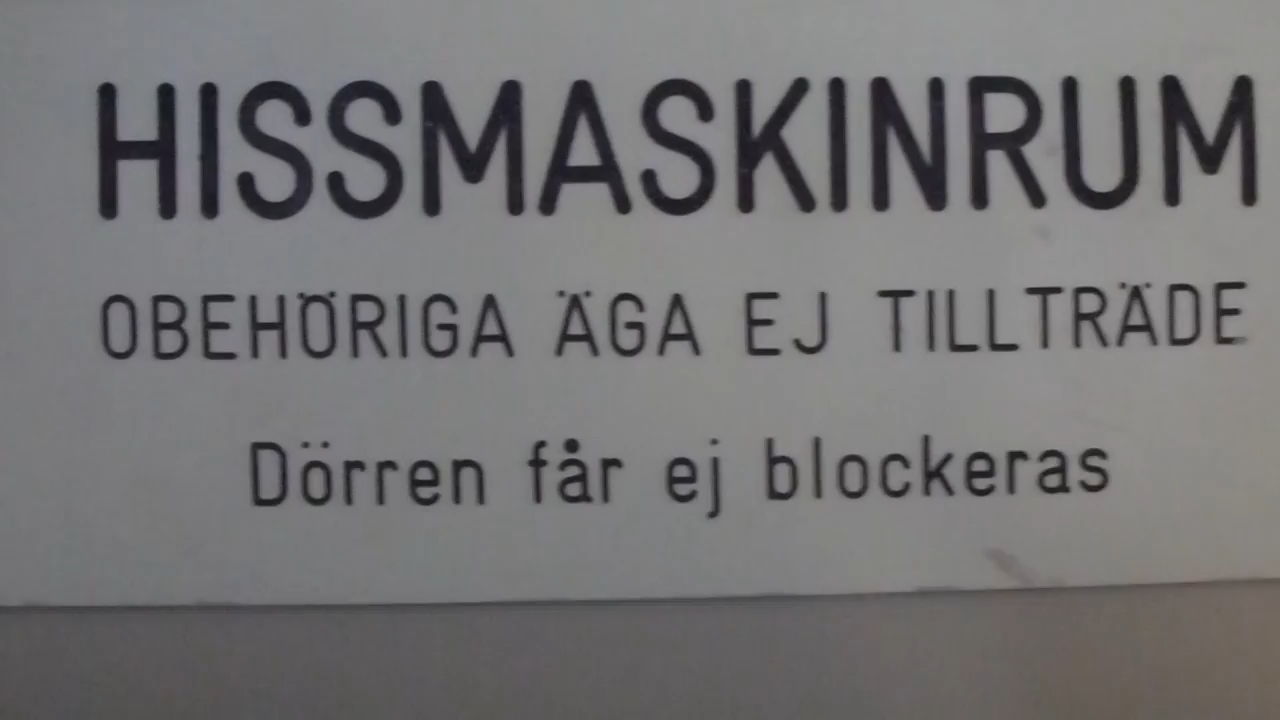 HISSMASKINRUM
OBEHÖRIGA ÄGA EJ TILLTRÄDE
Dörren får ej blockeras